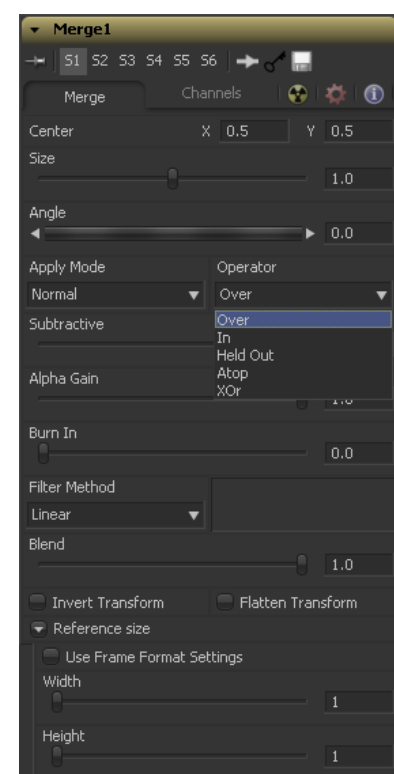 Merge1
S1 S2 S3 S4 S5 S6
Merge Channels
Center X 0.5 Y 0.5
Size
1.0
Angle
0.0
Apply Mode Operator
Normal Over
Subtractive Over
In
Held Out
Alpha Gain Atop
XOr
1.0
Burn In
0.0
Filter Method
Linear
Blend
1.0
Invert Transform Flatten Transform
Reference size
Use Frame Format Settings
Width
1
Height
1